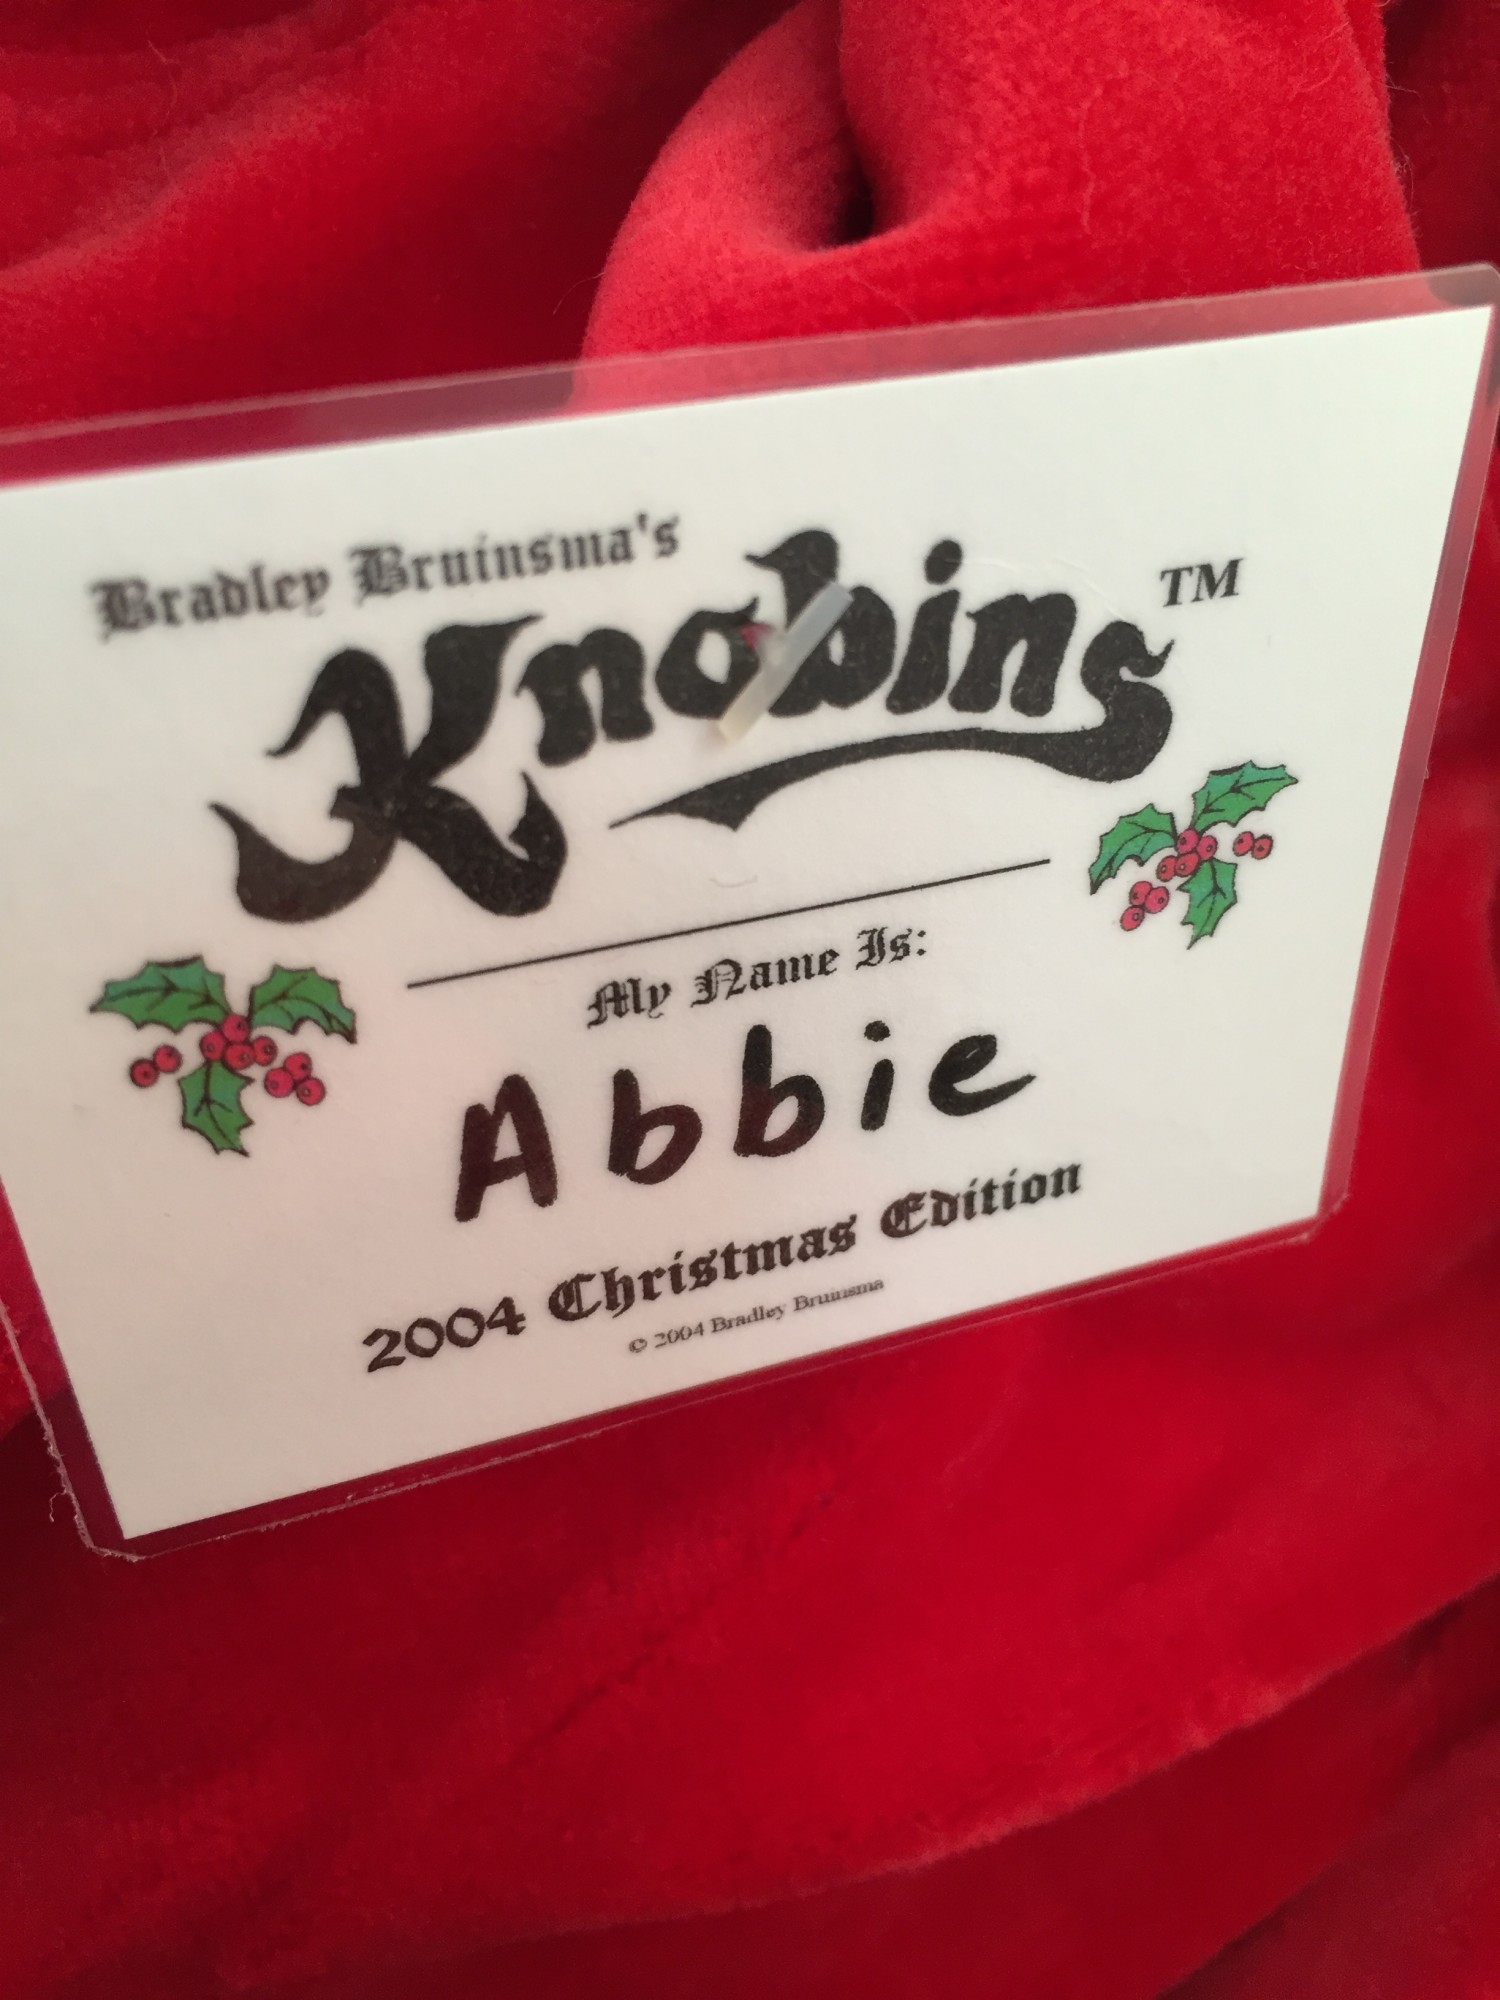 Bradley Bruinsma's
Knobins TM
My Name Is:
Abbie
2004 Christmas Edition
© 2004 Bradley Bruinsma